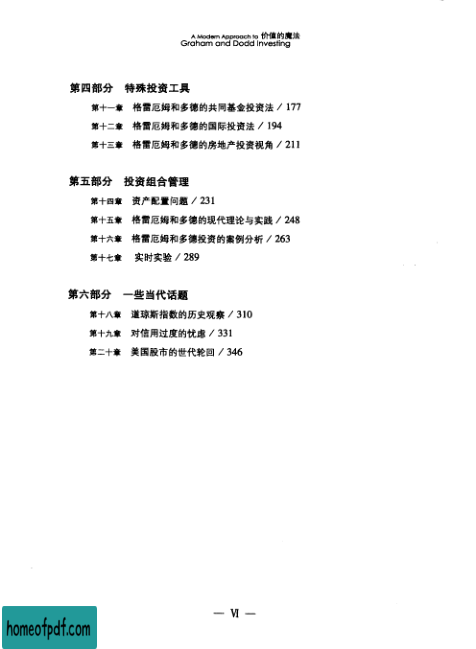 A Modern Approach to 价值的魔法
Graham and Dodd Investing
第四部分 特殊投资工具
第十一章 格雷厄姆和多德的共同基金投资法 / 177
第十二章 格雷厄姆和多德的国际投资法 / 194
第十三章 格雷厄姆和多德的房地产投资视角 / 211
第五部分 投资组合管理
第十四章 资产配置问题 / 231
第十五章 格雷厄姆和多德的现代理论与实践 / 248
第十六章 格雷厄姆和多德投资的案例分析 / 263
第十七章 实时实验 / 289
第六部分 一些当代话题
第十八章 道琼斯指数的历史观察 / 310
第十九章 对信用过度的忧虑 / 331
第二十章 美国股市的世代轮回 / 346
— Ⅵ —
homeofpdf.com